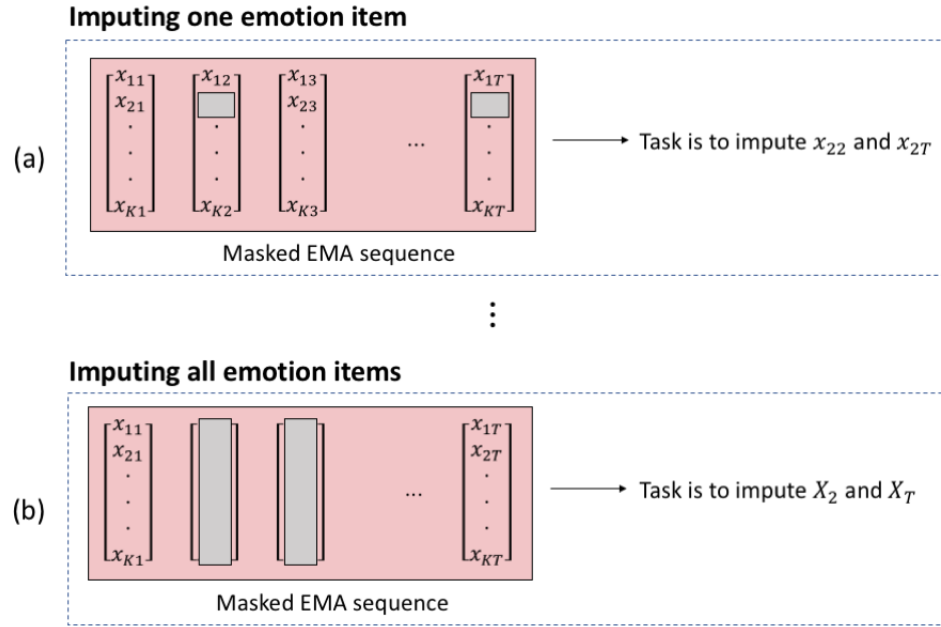 Imputing one emotion item
(a)
x₁₁ x₁₂ x₁₃ x₁T
x₂₁ x₂₃
. . . .
. . . ... .
. . . .
xK₁ xK₂ xK₃ xKT
Task is to impute x₂₂ and x₂T
Masked EMA sequence
⋮
Imputing all emotion items
(b)
x₁₁ x₁T
x₂₁ x₂T
. .
. ... .
. .
xK₁ xKT
Task is to impute X₂ and XT
Masked EMA sequence